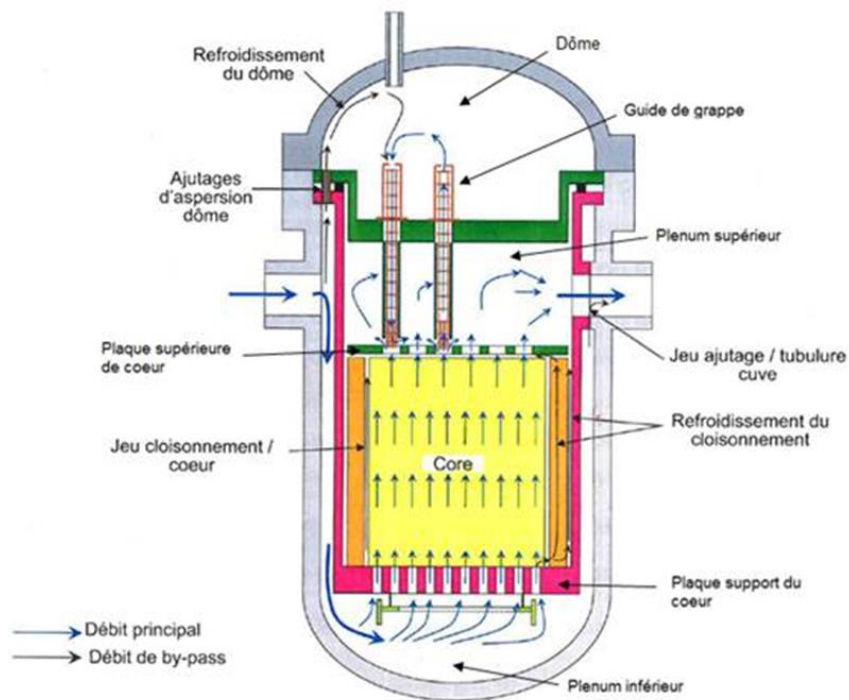 Refroidissement
du dôme
Dôme
Guide de grappe
Ajutages
d'aspersion
dôme
Plenum supérieur
Plaque supérieure
de coeur
Jeu ajutage / tubulure
cuve
Jeu cloisonnement /
coeur
Core
Refroidissement du
cloisonnement
Plaque support du
coeur
Débit principal
Débit de by-pass
Plenum inférieur